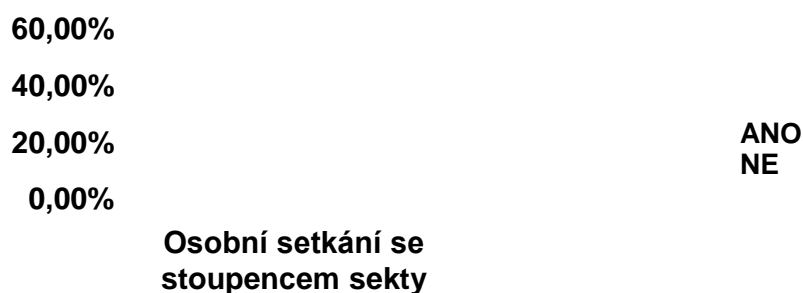 60,00%
40,00%
20,00%
0,00%
ANO
NE
Osobní setkání se
stoupencem sekty